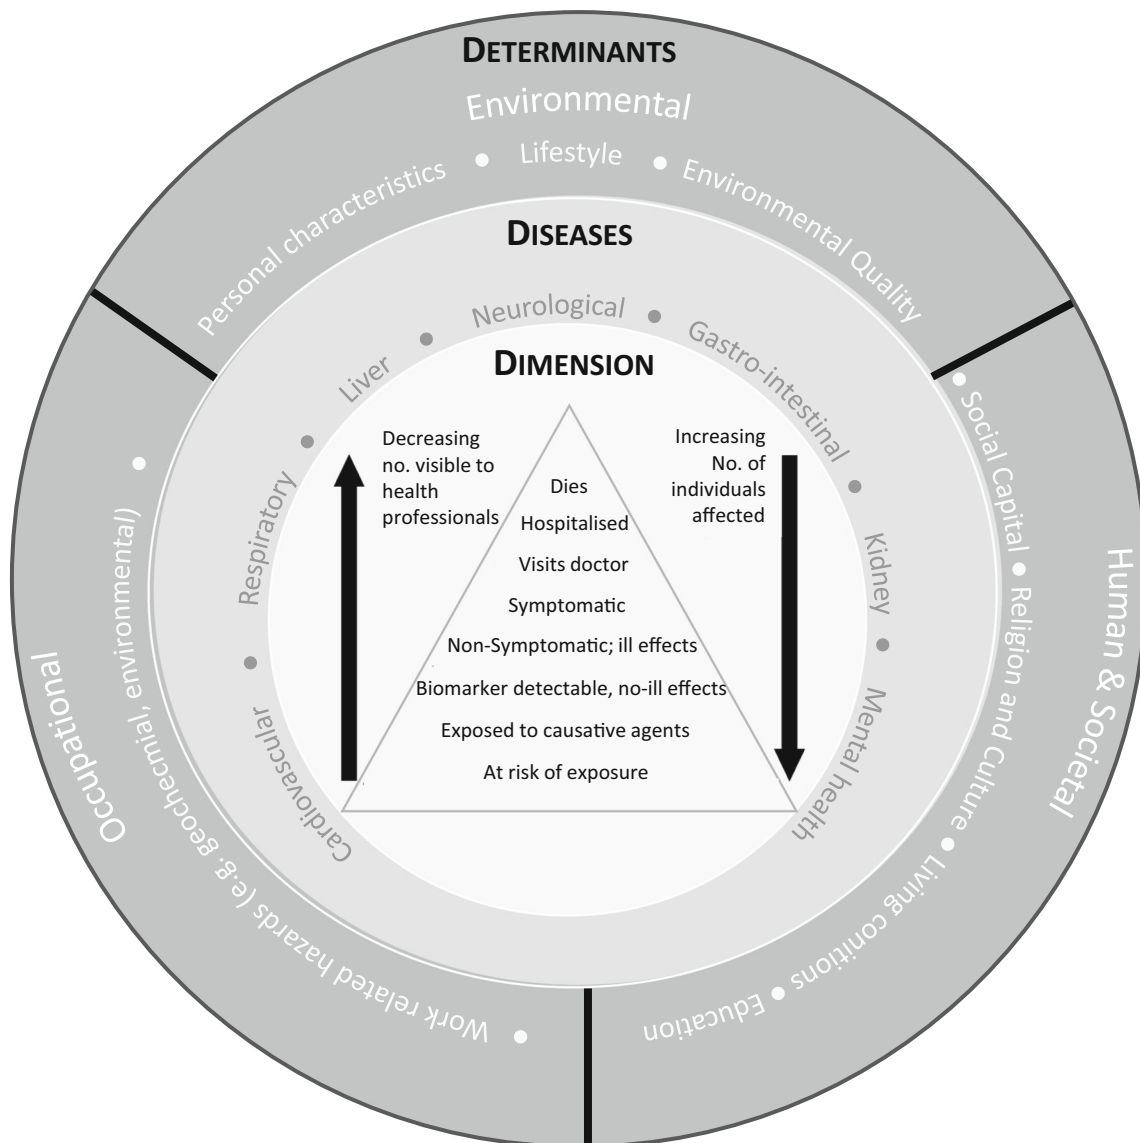 DETERMINANTS
Environmental
Personal characteristics • Lifestyle • Environmental Quality
• Social Capital • Religion and Culture • Living conitions • Education
Human & Societal
Occupational
• Work related hazards (e.g. geochecmial, environmental) •
DISEASES
Cardiovascular • Respiratory • Liver • Neurological • Gastro-intestinal • Kidney • Mental health
DIMENSION
Decreasing
no. visible to
health
professionals
Increasing
No. of
individuals
affected
Dies
Hospitalised
Visits doctor
Symptomatic
Non-Symptomatic; ill effects
Biomarker detectable, no-ill effects
Exposed to causative agents
At risk of exposure